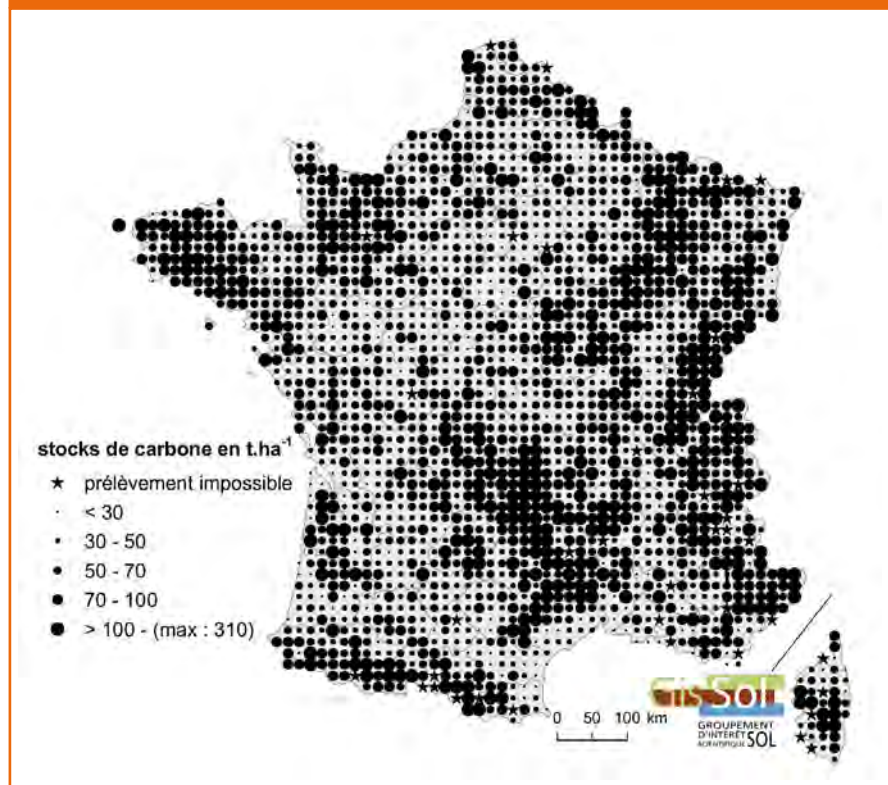 stocks de carbone en t.ha⁻¹
★ prélèvement impossible
< 30
30 - 50
50 - 70
70 - 100
> 100 - (max : 310)
0 50 100 km
GisSol
GROUPEMENT
D'INTÉRÊT
SCIENTIFIQUE SOL